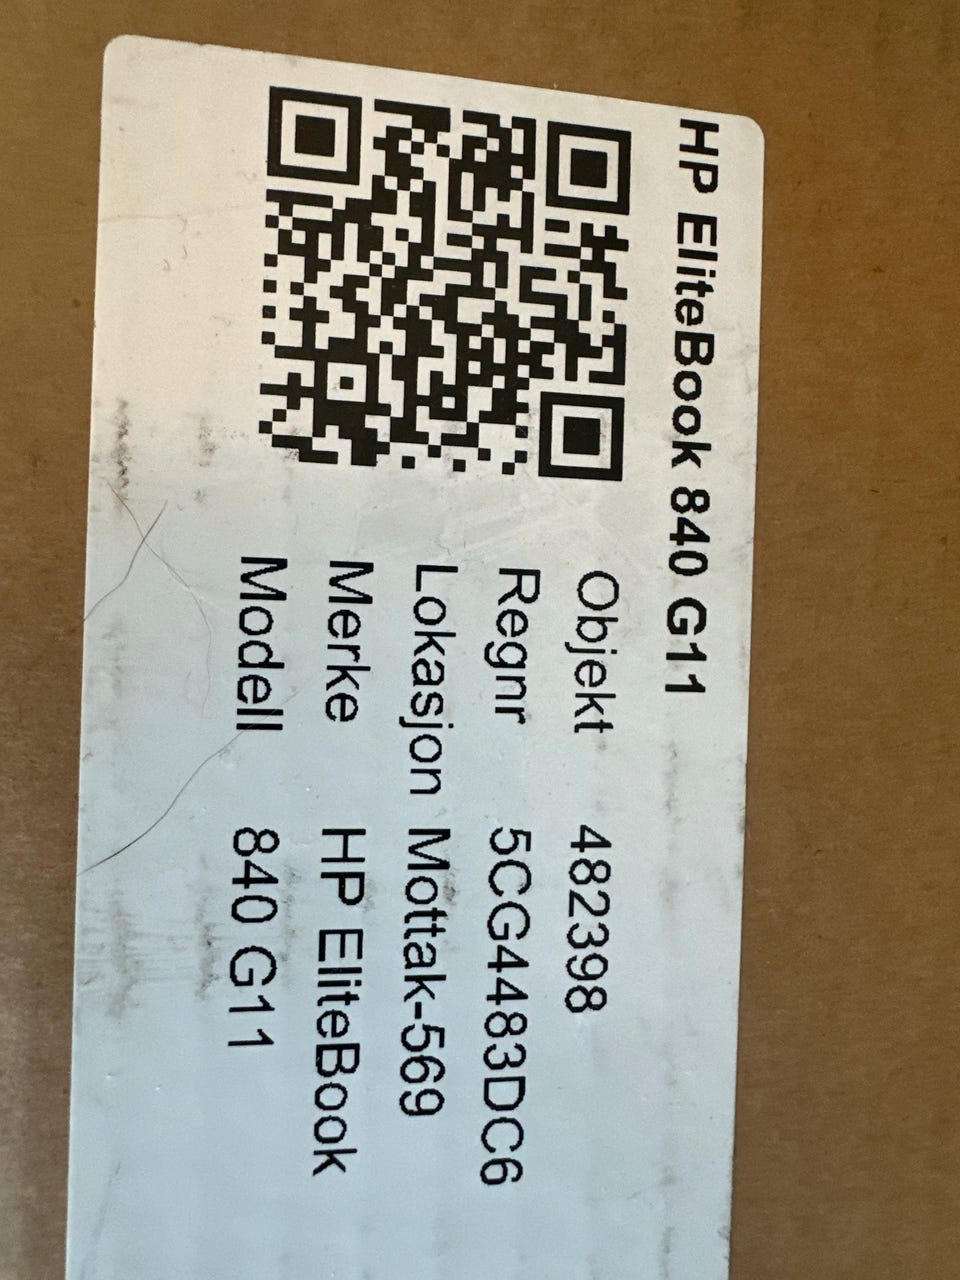 HP EliteBook 840 G11
Objekt 482398
Regnr 5CG4483DC6
Lokasjon Mottak-569
Merke HP EliteBook
Modell 840 G11